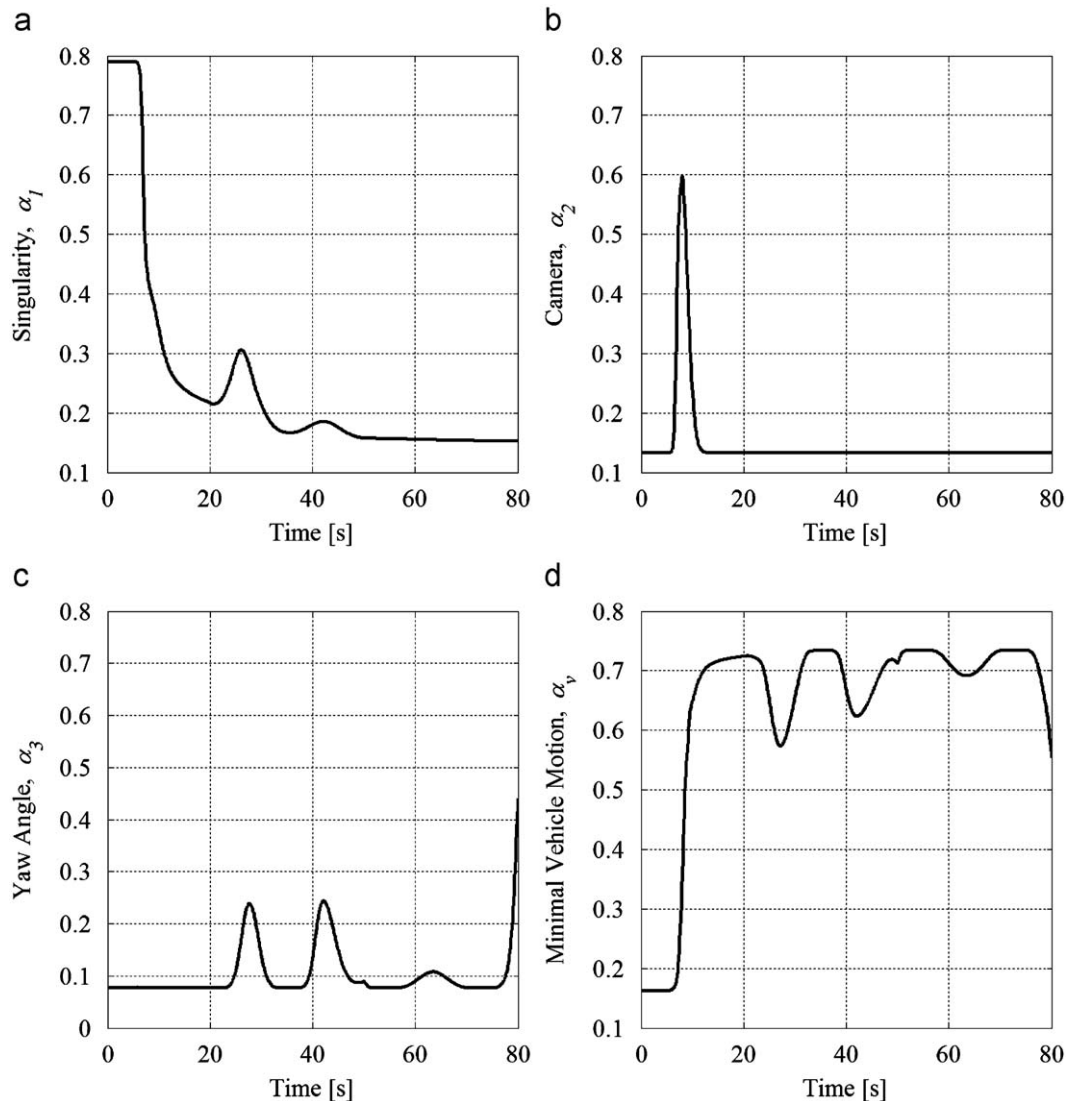 a
0.8
0.7
0.6
0.5
0.4
0.3
0.2
0.1
0 20 40 60 80
Time [s]
Singularity, α1
b
0.8
0.7
0.6
0.5
0.4
0.3
0.2
0.1
0 20 40 60 80
Time [s]
Camera, α2
c
0.8
0.7
0.6
0.5
0.4
0.3
0.2
0.1
0
0 20 40 60 80
Time [s]
Yaw Angle, α3
d
0.8
0.7
0.6
0.5
0.4
0.3
0.2
0.1
0 20 40 60 80
Time [s]
Minimal Vehicle Motion, αv